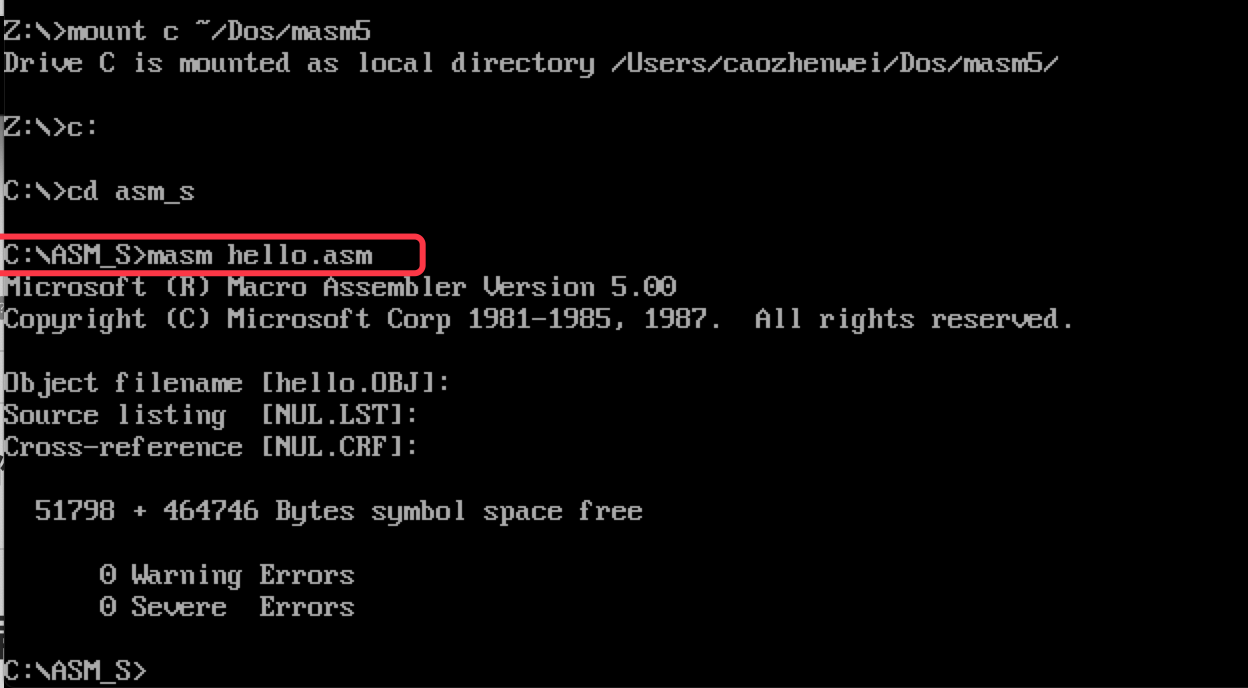 Z:\>mount c ~/Dos/masm5
Drive C is mounted as local directory /Users/caozhenwei/Dos/masm5/
Z:\>c:
C:\>cd asm_s
C:\ASM_S>masm hello.asm
Microsoft (R) Macro Assembler Version 5.00
Copyright (C) Microsoft Corp 1981-1985, 1987.  All rights reserved.
Object filename [hello.OBJ]:
Source listing  [NUL.LST]:
Cross-reference [NUL.CRF]:
51798 + 464746 Bytes symbol space free
0 Warning Errors
0 Severe  Errors
C:\ASM_S>